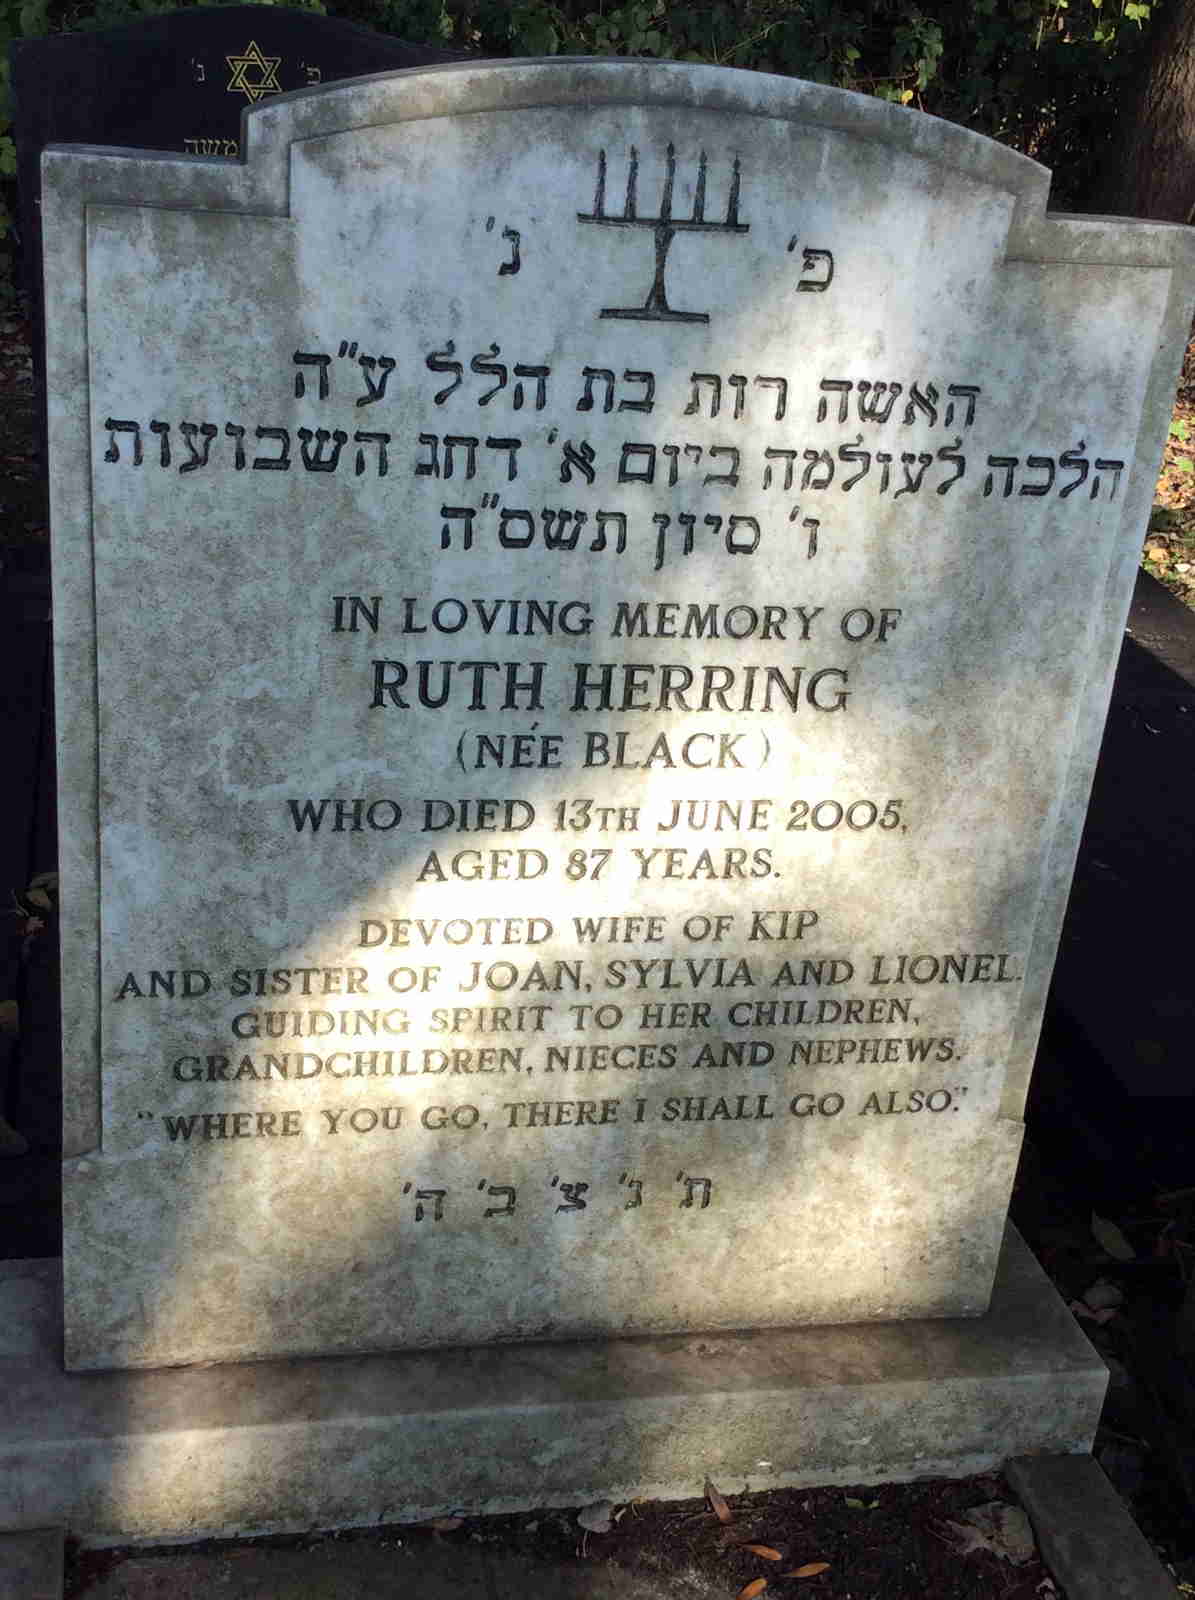 פ' נ'
משה
פ' נ'
האשה רות בת הלל ע"ה
הלכה לעולמה ביום א' דחג השבועות
ו' סיון תשס"ה
IN LOVING MEMORY OF
RUTH HERRING
(NÉE BLACK)
WHO DIED 13TH JUNE 2005,
AGED 87 YEARS.
DEVOTED WIFE OF KIP
AND SISTER OF JOAN, SYLVIA AND LIONEL.
GUIDING SPIRIT TO HER CHILDREN,
GRANDCHILDREN, NIECES AND NEPHEWS.
"WHERE YOU GO, THERE I SHALL GO ALSO."
ת' נ' צ' ב' ה'